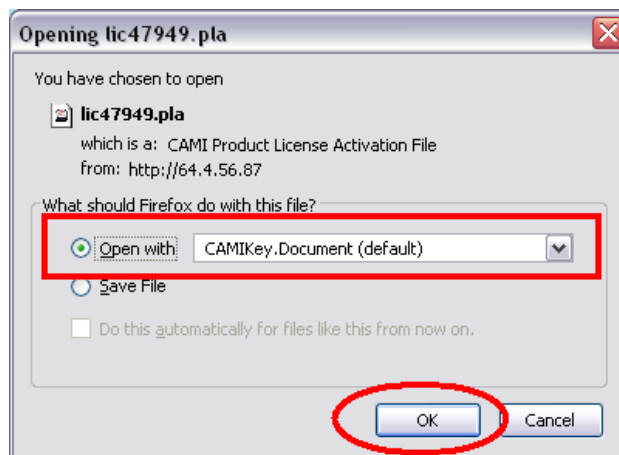 Opening lic47949.pla
You have chosen to open
lic47949.pla
which is a: CAMI Product License Activation File
from: http://64.4.56.87
What should Firefox do with this file?
Open with CAMIKey.Document (default)
Save File
Do this automatically for files like this from now on.
OK Cancel